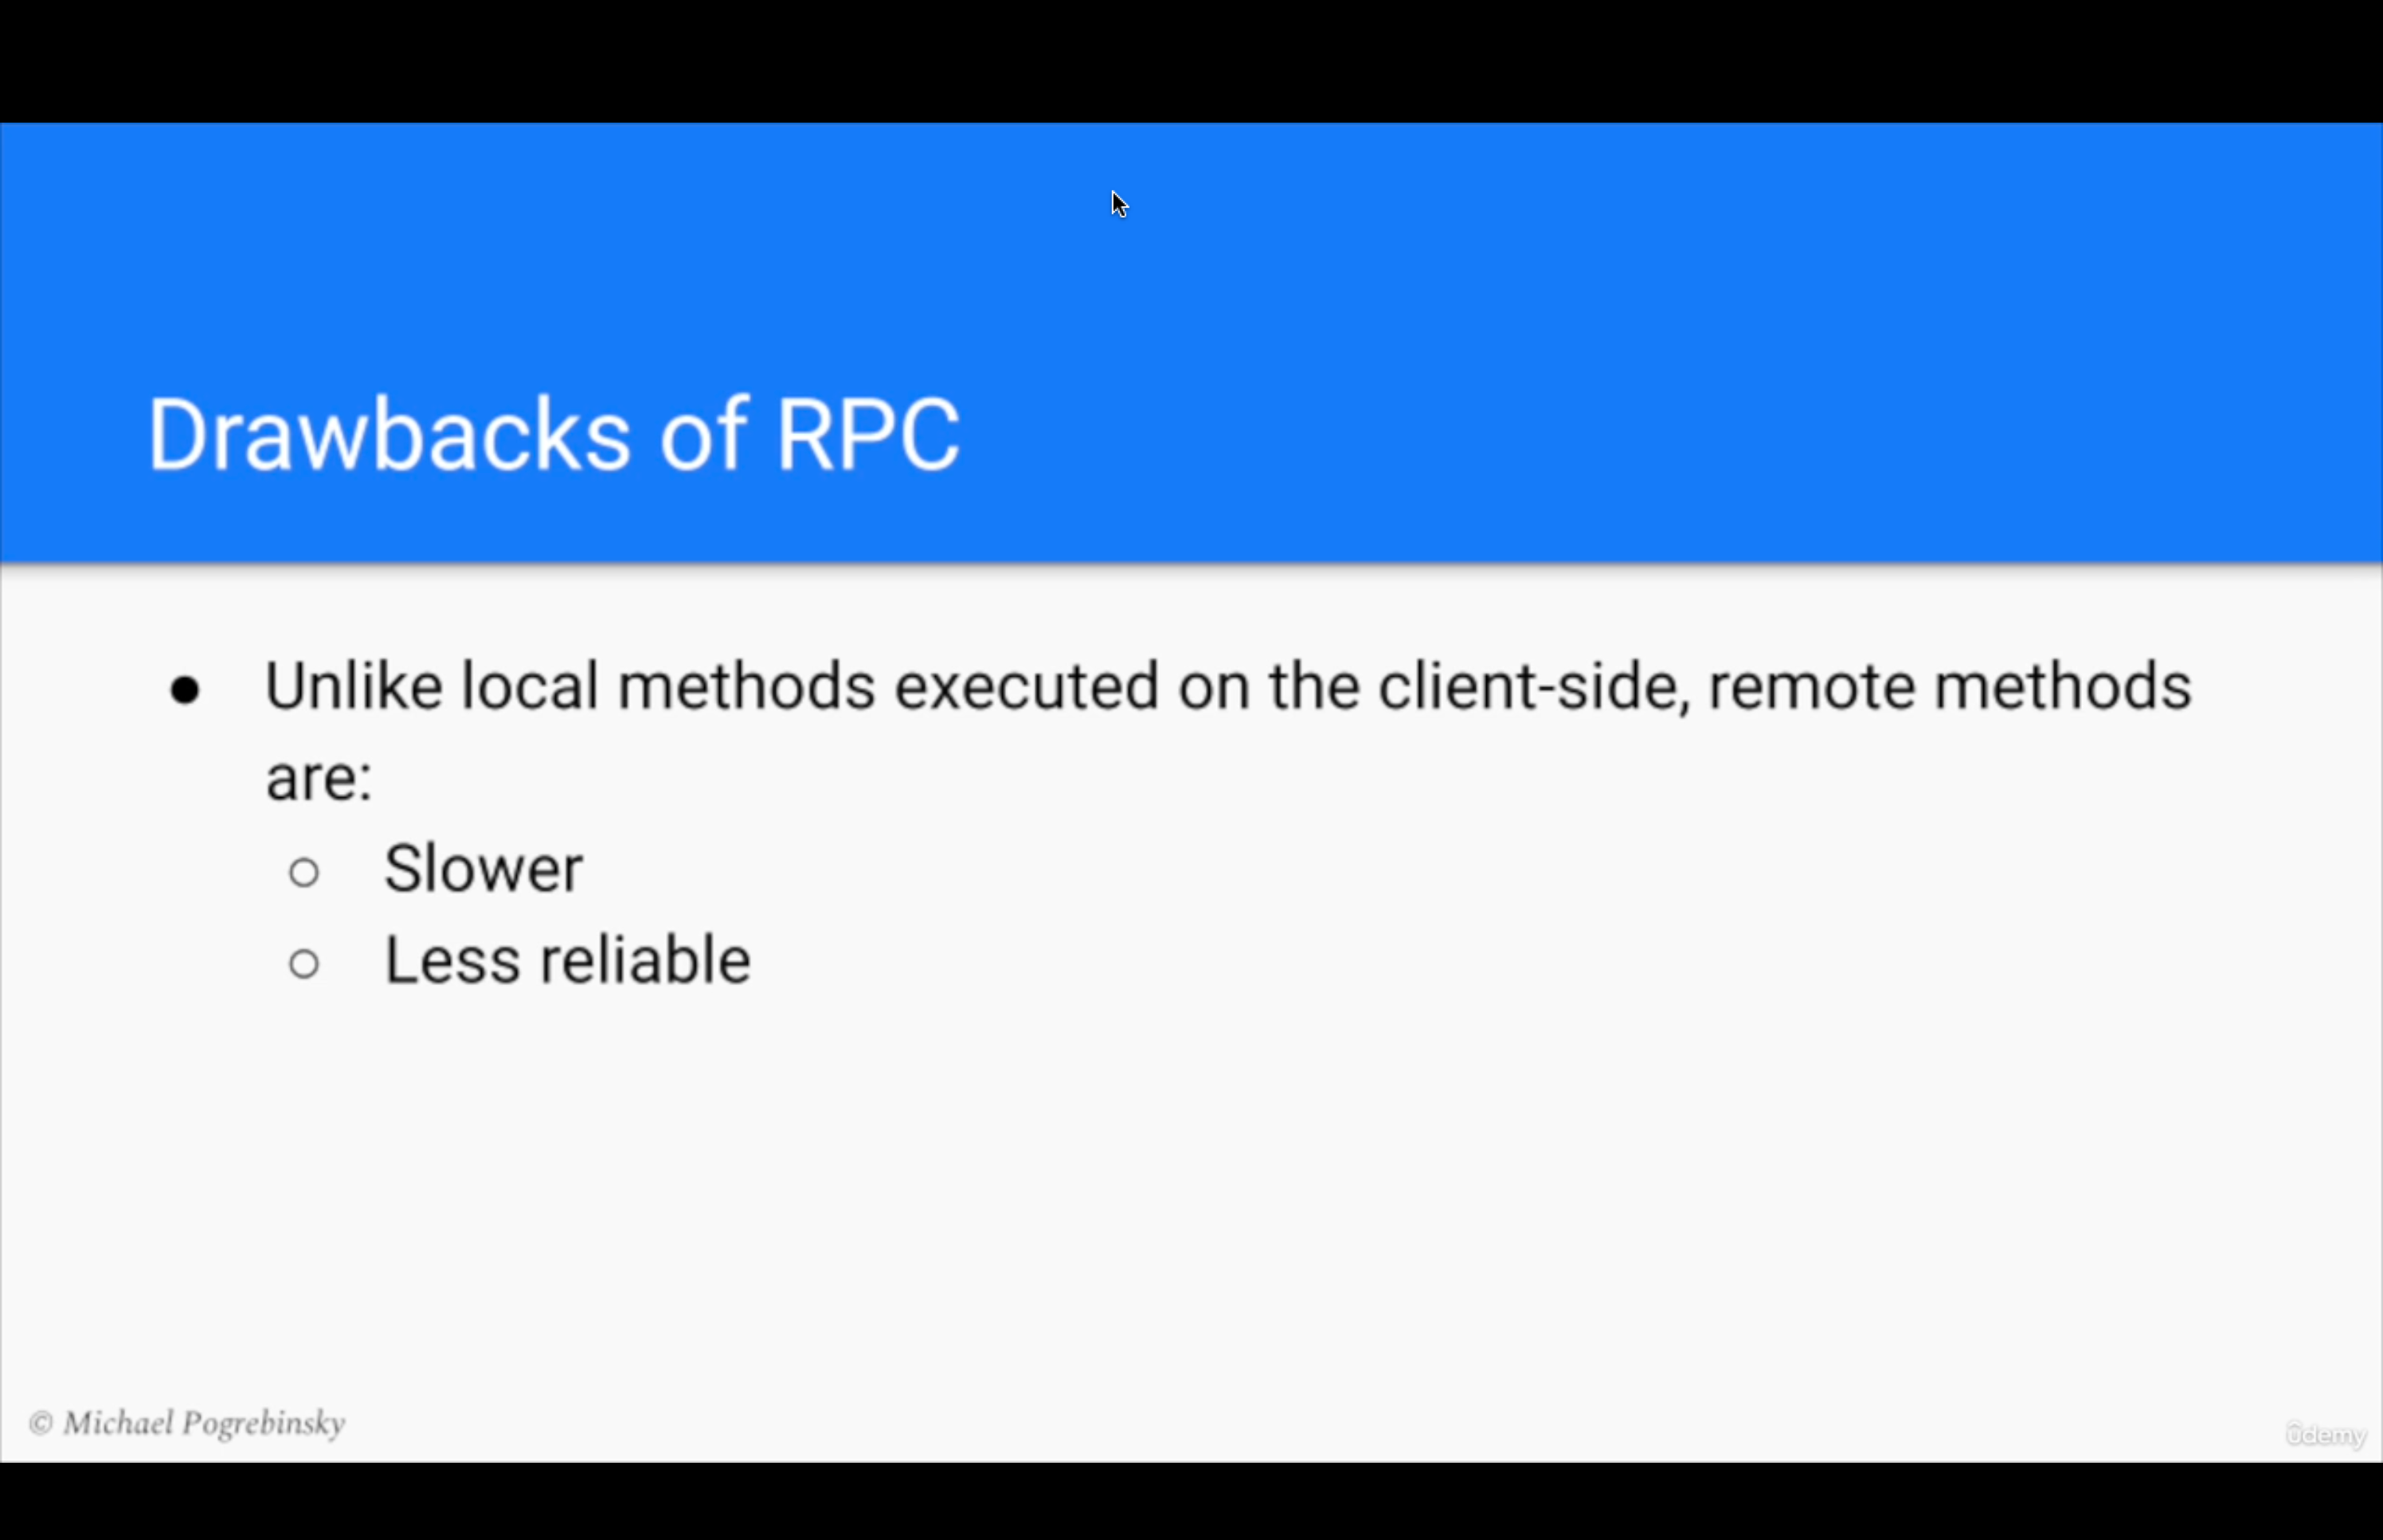 Drawbacks of RPC
● Unlike local methods executed on the client-side, remote methods
are:
○ Slower
○ Less reliable
© Michael Pogrebinsky
ûdemy